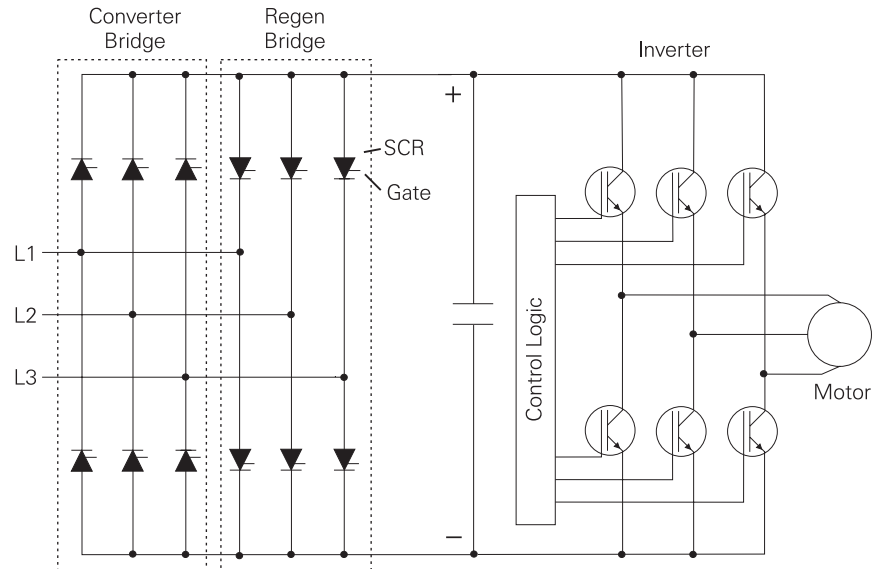 Converter
Bridge
Regen
Bridge
Inverter
+
SCR
Gate
L1
L2
L3
Control Logic
Motor
−